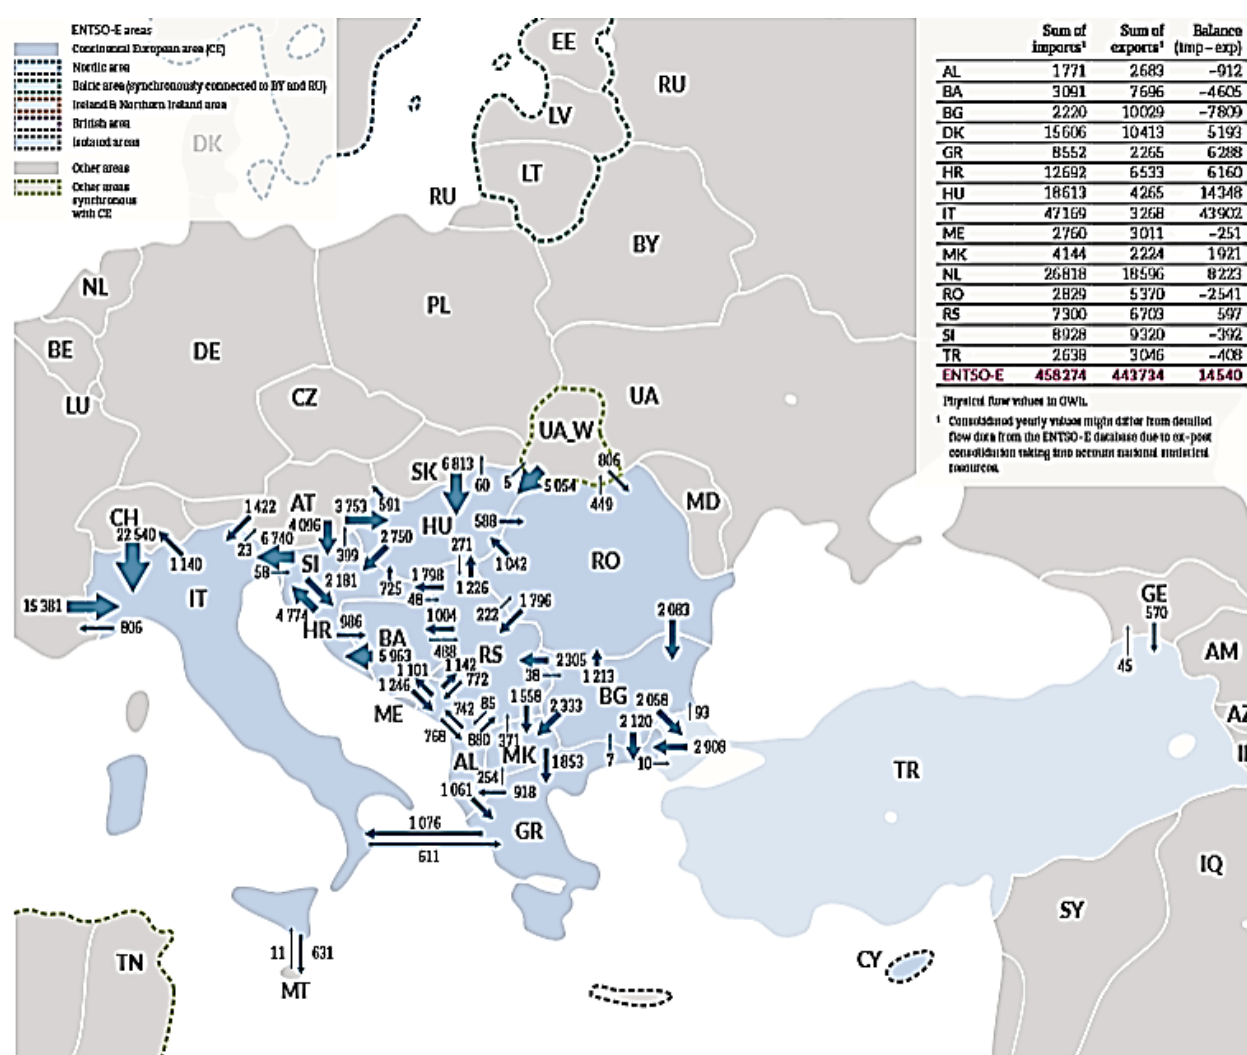 ENTSO-E areas
Continental European area (CE)
Nordic area
Baltic area (synchronously connected to BY and RU)
Ireland & Northern Ireland area
British area
Isolated areas
Other areas
Other areas
synchronous
with CE
Sum of imports¹ Sum of exports¹ Balance (imp–exp)
AL 1771 2683 –912
BA 3091 7696 –4605
BG 2220 10029 –7809
DK 15606 10413 5193
GR 8552 2265 6288
HR 12692 6533 6160
HU 18613 4265 14348
IT 47169 3268 43902
ME 2760 3011 –251
MK 4144 2224 1921
NL 26818 18596 8223
RO 2829 5370 –2541
RS 7300 6703 597
SI 8928 9320 –392
TR 2638 3046 –408
ENTSO-E 458274 443734 14540
Physical flow values in GWh.
¹ Consolidated yearly values might differ from detailed
flow data from the ENTSO-E database due to ex-post
consolidation taking into account national statistical
resources.
DK
EE
RU
LV
LT
RU
BY
NL
PL
BE
DE
LU
CZ
UA
UA_W
SK
6 813
60
5
5 054
806
449
MD
CH
22 540
1 422
AT
4 096
3 753
591
HU
588
23
6 740
399
2 750
271
1 042
1 140
58
SI
2 181
725
1 798
48
1 226
RO
15 381
806
IT
4 774
HR
986
1004
488
222
1 796
2 083
GE
570
45
AM
AZ
BA
5 963
RS
1 101
1 142
772
1 246
2 305
38
1 213
BG
ME
768
742
85
880
1 558
2 333
2 058
93
2 120
371
MK
AL
254
1853
7
10
2 908
1 061
918
TR
1 076
611
GR
IQ
SY
TN
11
631
MT
CY